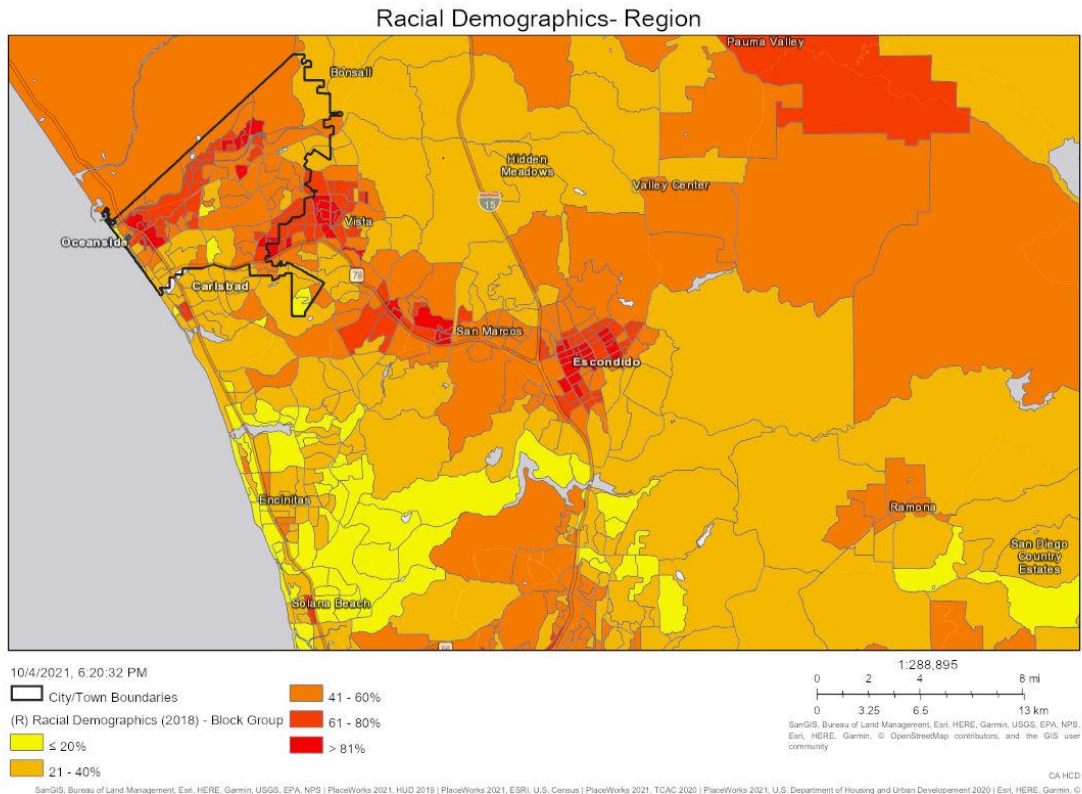 Racial Demographics- Region
Pauma Valley
Bonsall
Hidden
Meadows
Valley Center
15
Vista
Oceanside
78
Carlsbad
San Marcos
Escondido
Encinitas
Ramona
San Diego
Country
Estates
Solana Beach
56
10/4/2021, 6:20:32 PM
City/Town Boundaries
(R) Racial Demographics (2018) - Block Group
≤ 20%
21 - 40%
41 - 60%
61 - 80%
> 81%
1:288,895
0 2 4 8 mi
0 3.25 6.5 13 km
SanGIS, Bureau of Land Management, Esri, HERE, Garmin, USGS, EPA, NPS,
Esri, HERE, Garmin, © OpenStreetMap contributors, and the GIS user
community
CA HCD
SanGIS, Bureau of Land Management, Esri, HERE, Garmin, USGS, EPA, NPS | PlaceWorks 2021, HUD 2019 | PlaceWorks 2021, ESRI, U.S. Census | PlaceWorks 2021, TCAC 2020 | PlaceWorks 2021, U.S. Department of Housing and Urban Developement 2020 | Esri, HERE, Garmin, ©